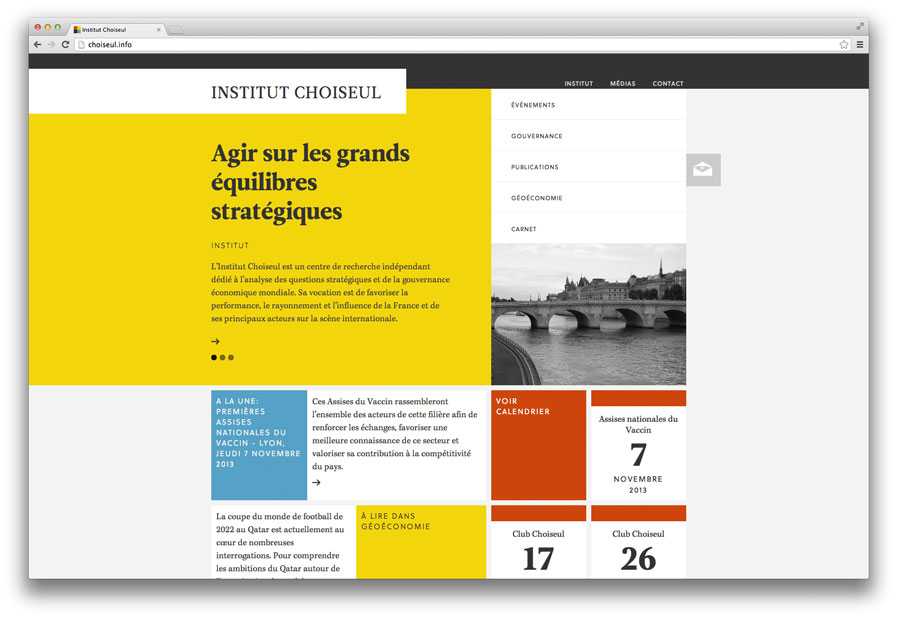 Institut Choiseul
choiseul.info
INSTITUT CHOISEUL
INSTITUT
MÉDIAS
CONTACT
ÉVÉNEMENTS
GOUVERNANCE
PUBLICATIONS
GÉOÉCONOMIE
CARNET
Agir sur les grands
équilibres
stratégiques
INSTITUT
L'Institut Choiseul est un centre de recherche indépendant
dédié à l'analyse des questions stratégiques et de la gouvernance
économique mondiale. Sa vocation est de favoriser la
performance, le rayonnement et l'influence de la France et de
ses principaux acteurs sur la scène internationale.
A LA UNE:
PREMIÈRES
ASSISES
NATIONALES DU
VACCIN - LYON,
JEUDI 7 NOVEMBRE
2013
Ces Assises du Vaccin rassembleront
l'ensemble des acteurs de cette filière afin de
renforcer les échanges, favoriser une
meilleure connaissance de ce secteur et
valoriser sa contribution à la compétitivité
du pays.
VOIR
CALENDRIER
Assises nationales du
Vaccin
7
NOVEMBRE
2013
La coupe du monde de football de
2022 au Qatar est actuellement au
cœur de nombreuses
interrogations. Pour comprendre
les ambitions du Qatar autour de
À LIRE DANS
GÉOÉCONOMIE
Club Choiseul
17
Club Choiseul
26